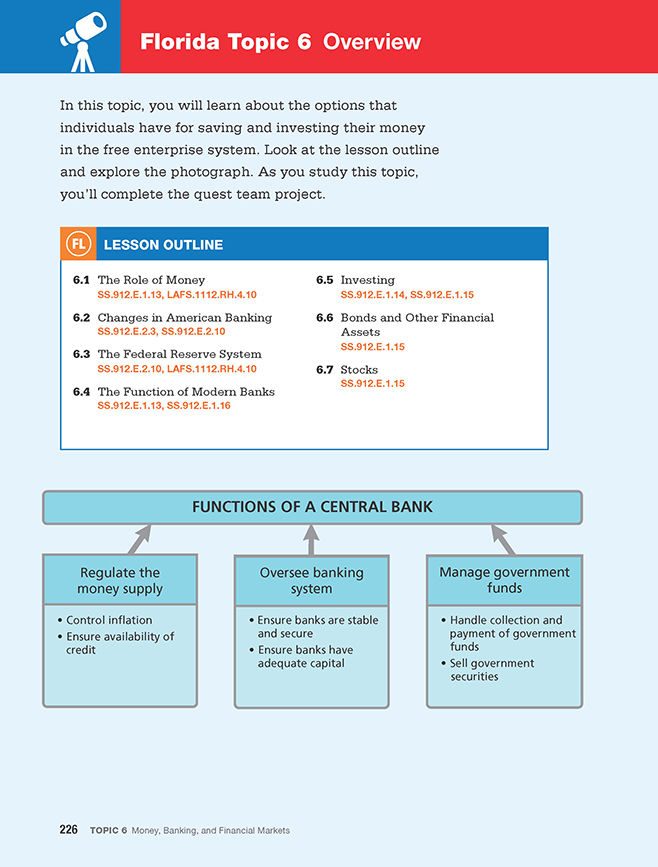 Florida Topic 6 Overview
In this topic, you will learn about the options that
individuals have for saving and investing their money
in the free enterprise system. Look at the lesson outline
and explore the photograph. As you study this topic,
you'll complete the quest team project.
FL LESSON OUTLINE
6.1 The Role of Money
SS.912.E.1.13, LAFS.1112.RH.4.10
6.2 Changes in American Banking
SS.912.E.2.3, SS.912.E.2.10
6.3 The Federal Reserve System
SS.912.E.2.10, LAFS.1112.RH.4.10
6.4 The Function of Modern Banks
SS.912.E.1.13, SS.912.E.1.16
6.5 Investing
SS.912.E.1.14, SS.912.E.1.15
6.6 Bonds and Other Financial
Assets
SS.912.E.1.15
6.7 Stocks
SS.912.E.1.15
FUNCTIONS OF A CENTRAL BANK
Regulate the
money supply
• Control inflation
• Ensure availability of
credit
Oversee banking
system
• Ensure banks are stable
and secure
• Ensure banks have
adequate capital
Manage government
funds
• Handle collection and
payment of government
funds
• Sell government
securities
226 TOPIC 6 Money, Banking, and Financial Markets